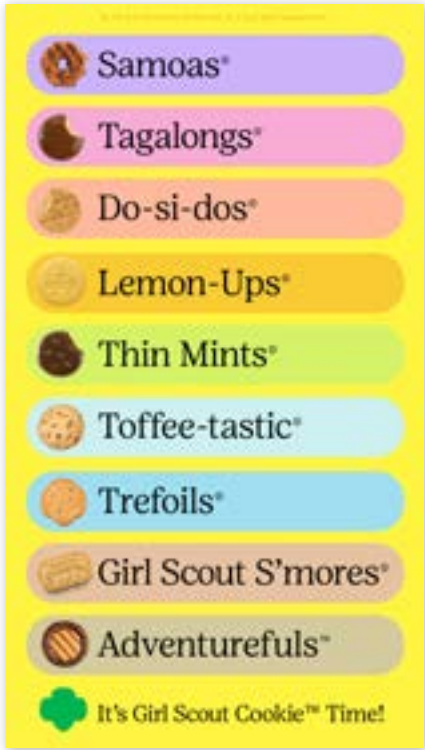 Samoas®
Tagalongs®
Do-si-dos®
Lemon-Ups®
Thin Mints®
Toffee-tastic®
Trefoils®
Girl Scout S'mores®
Adventurefuls™
It's Girl Scout Cookie™ Time!